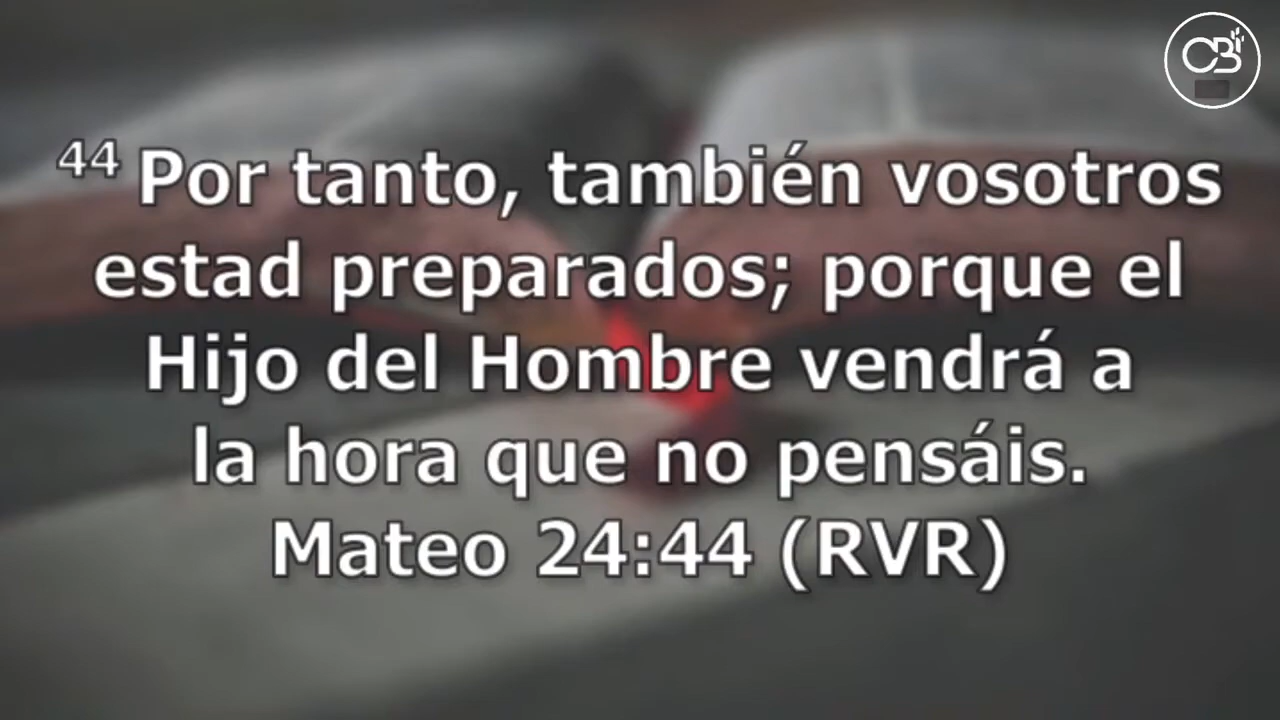 CB
44 Por tanto, también vosotros
estad preparados; porque el
Hijo del Hombre vendrá a
la hora que no pensáis.
Mateo 24:44 (RVR)